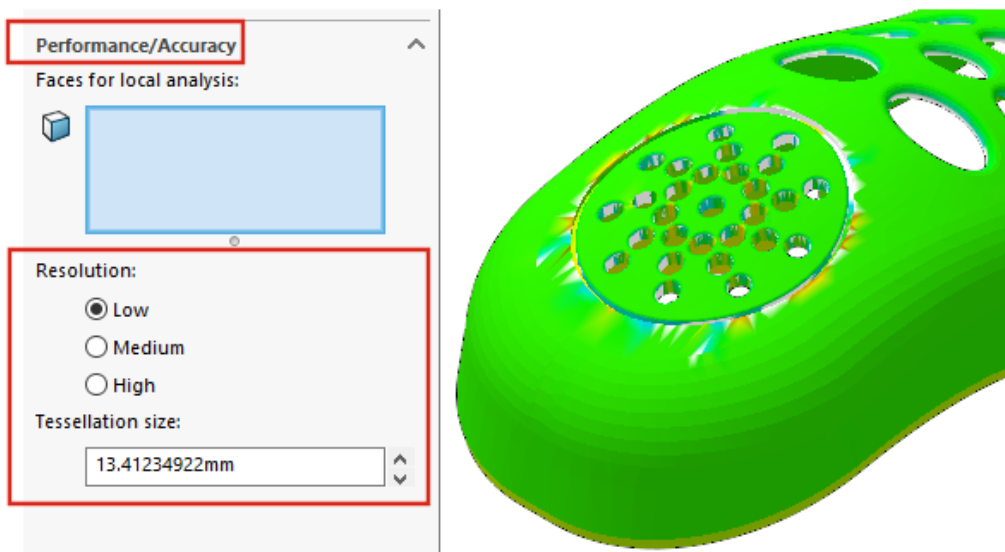 Performance/Accuracy
Faces for local analysis:
Resolution:
Low
Medium
High
Tessellation size:
13.41234922mm